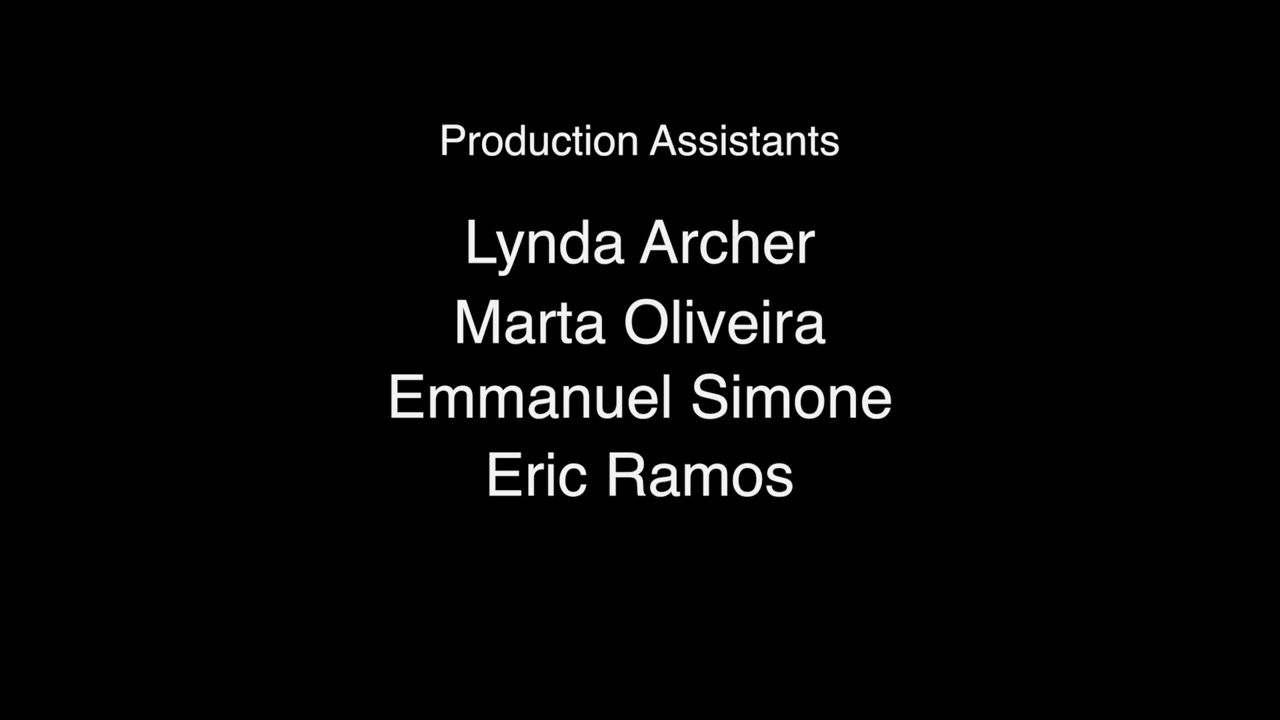 Production Assistants
Lynda Archer
Marta Oliveira
Emmanuel Simone
Eric Ramos